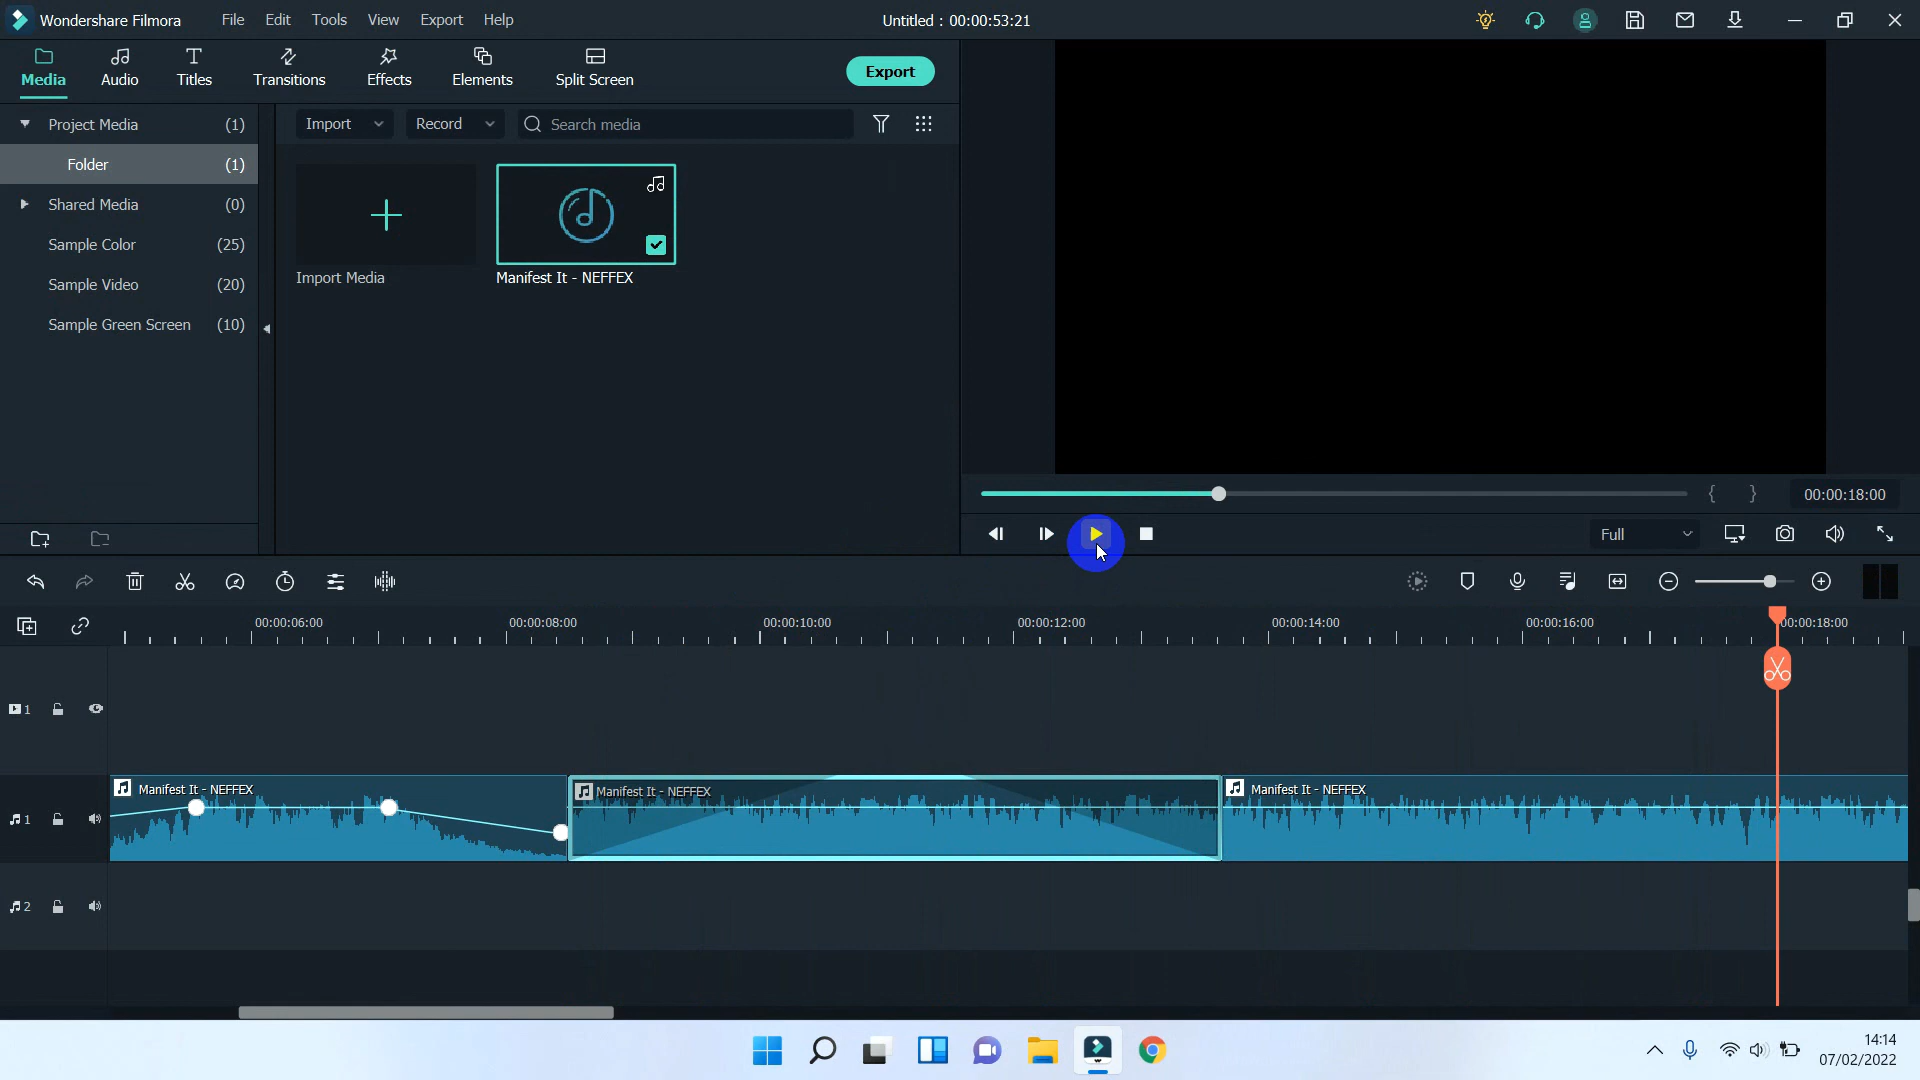 Wondershare Filmora File Edit Tools View Export Help Untitled : 00:00:53:21
Media Audio Titles Transitions Effects Elements Split Screen Export
Project Media (1)
Folder (1)
Shared Media (0)
Sample Color (25)
Sample Video (20)
Sample Green Screen (10)
Import Record Search media
Import Media Manifest It - NEFFEX
00:00:18:00
Full
00:00:06:00 00:00:08:00 00:00:10:00 00:00:12:00 00:00:14:00 00:00:16:00 00:00:18:00
1
1 Manifest It - NEFFEX Manifest It - NEFFEX Manifest It - NEFFEX
2
14:14
07/02/2022